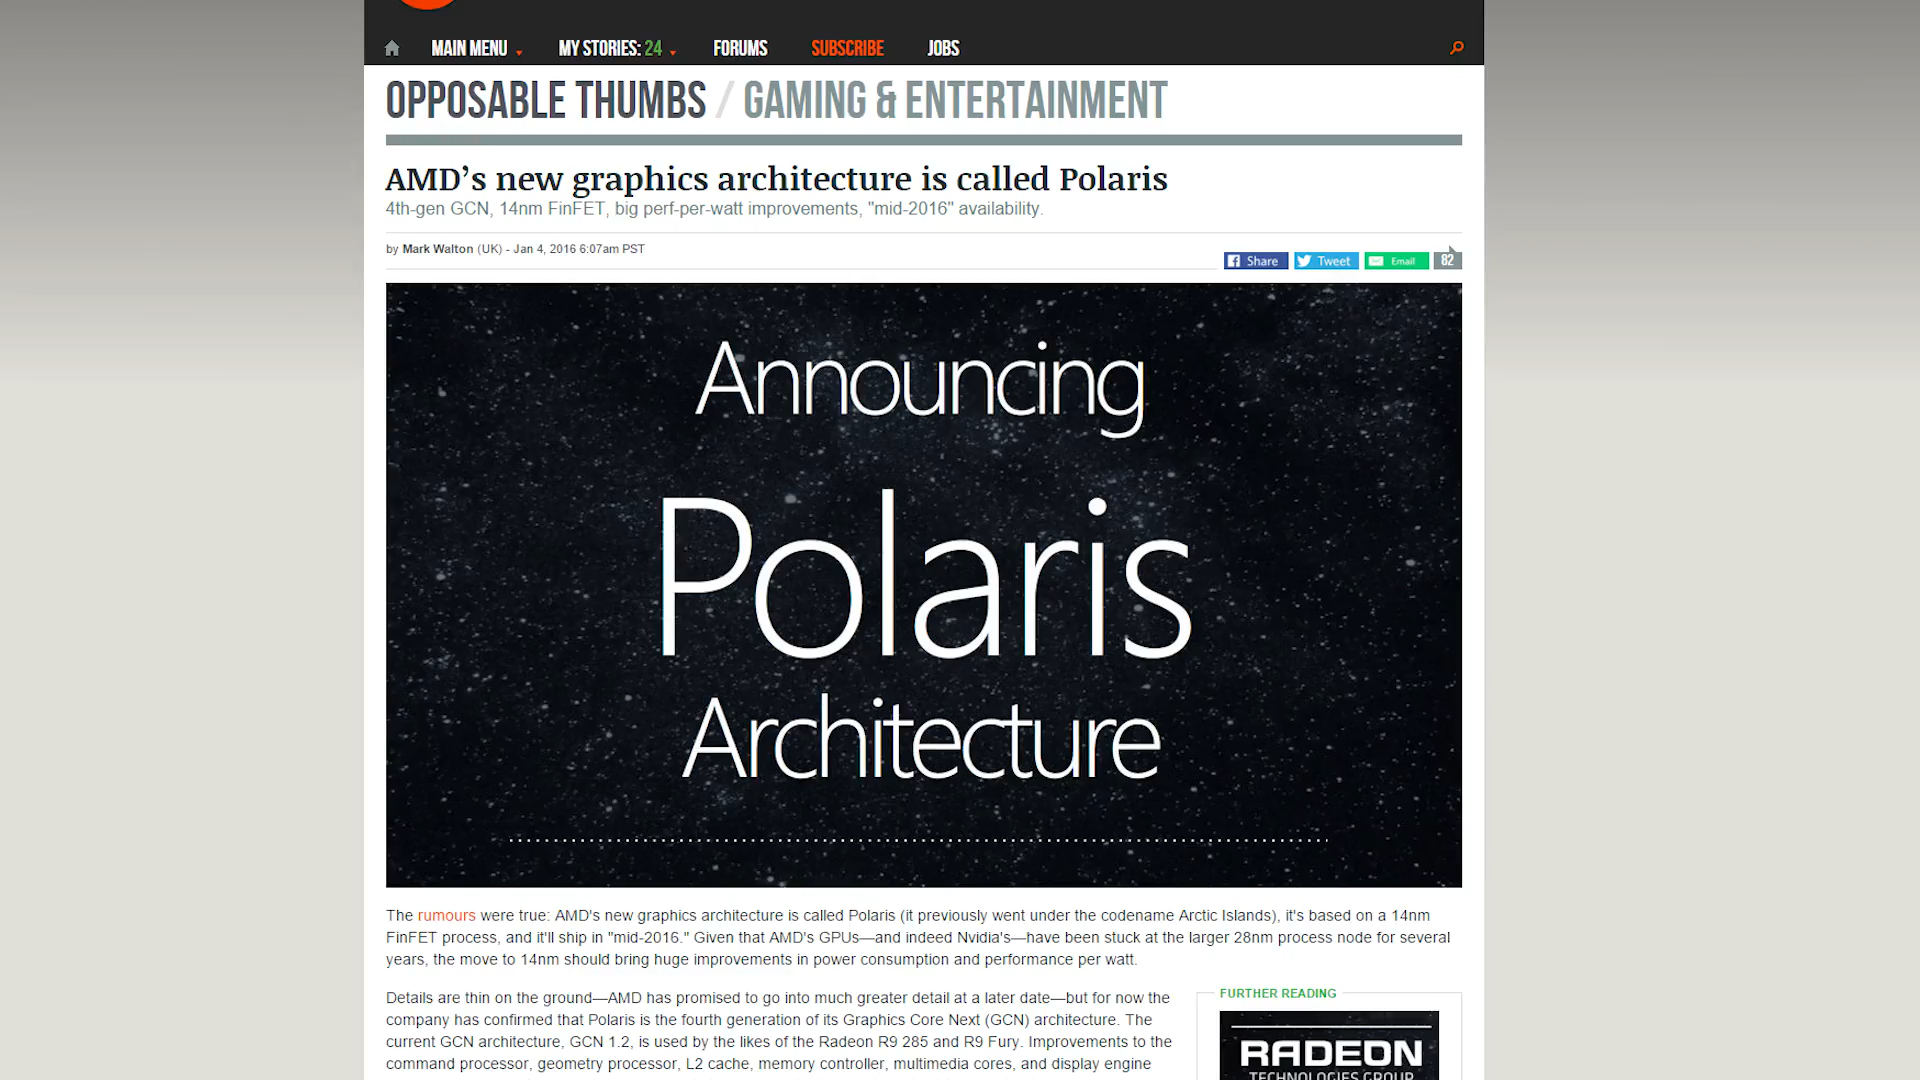 MAIN MENU MY STORIES: 24 FORUMS SUBSCRIBE JOBS
OPPOSABLE THUMBS / GAMING & ENTERTAINMENT
AMD’s new graphics architecture is called Polaris
4th-gen GCN, 14nm FinFET, big perf-per-watt improvements, "mid-2016" availability.
by Mark Walton (UK) - Jan 4, 2016 6:07am PST
Share Tweet Email 82
Announcing
Polaris
Architecture
The rumours were true: AMD's new graphics architecture is called Polaris (it previously went under the codename Arctic Islands), it's based on a 14nm
FinFET process, and it'll ship in "mid-2016." Given that AMD's GPUs—and indeed Nvidia's—have been stuck at the larger 28nm process node for several
years, the move to 14nm should bring huge improvements in power consumption and performance per watt.
Details are thin on the ground—AMD has promised to go into much greater detail at a later date—but for now the
company has confirmed that Polaris is the fourth generation of its Graphics Core Next (GCN) architecture. The
current GCN architecture, GCN 1.2, is used by the likes of the Radeon R9 285 and R9 Fury. Improvements to the
command processor, geometry processor, L2 cache, memory controller, multimedia cores, and display engine
FURTHER READING
RADEON
TECHNOLOGIES GROUP